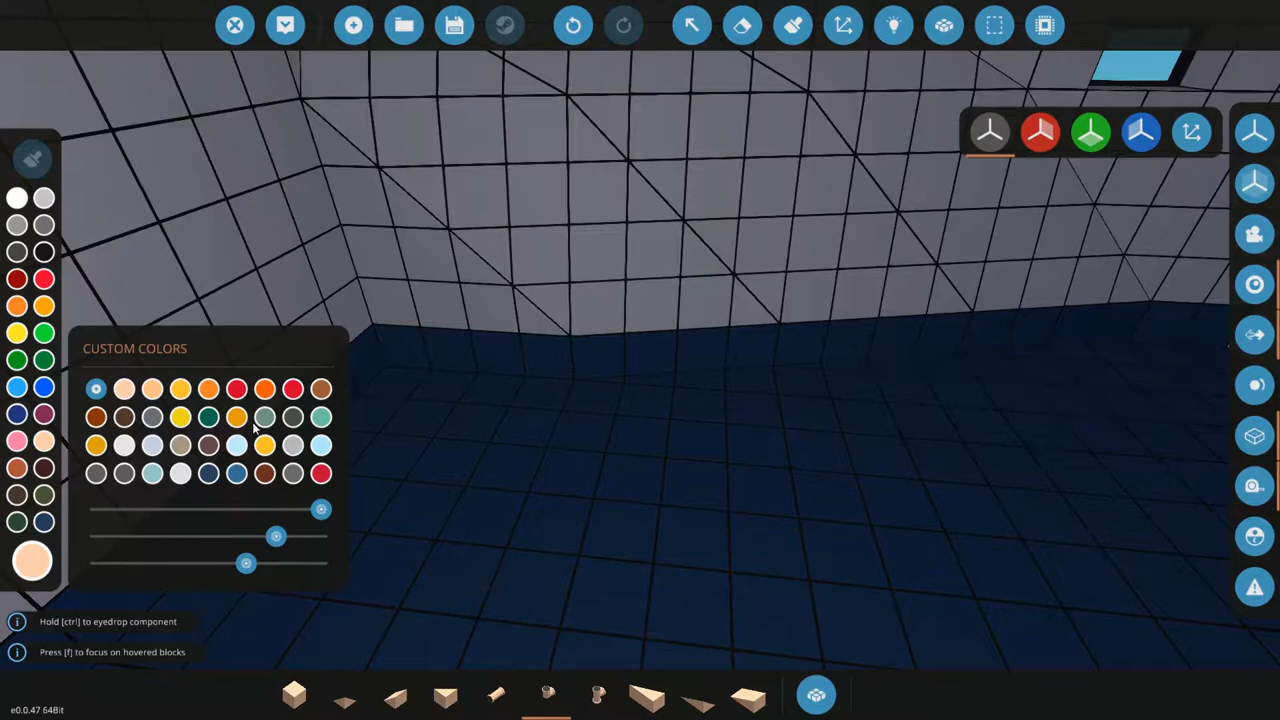 CUSTOM COLORS
Hold [ctrl] to eyedrop component
Press [f] to focus on hovered blocks
e0.0.47 64Bit